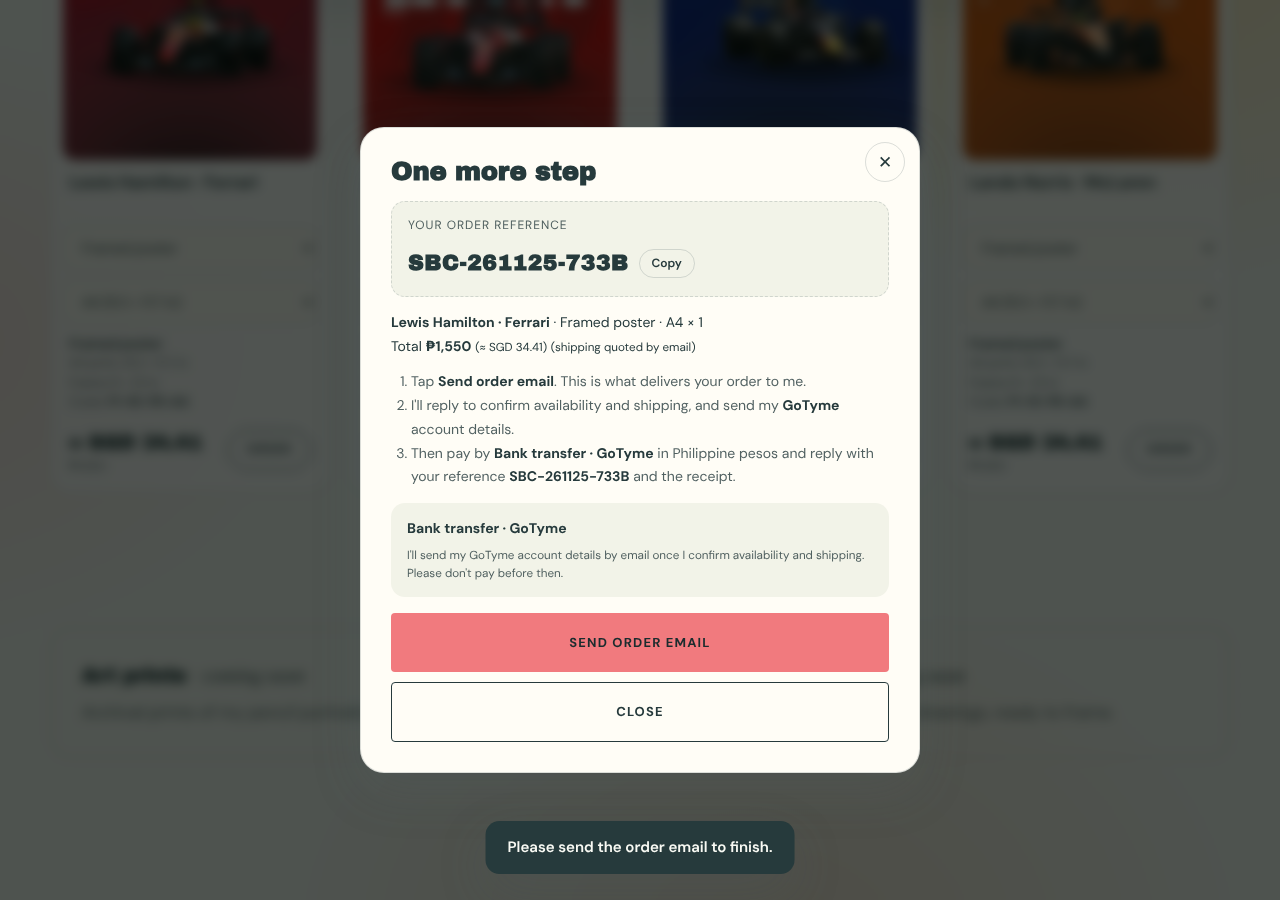 One more step
✕
YOUR ORDER REFERENCE
SBC-261125-733B
Copy
Lewis Hamilton · Ferrari · Framed poster · A4 × 1
Total ₱1,550 (≈ SGD 34.41) (shipping quoted by email)
1. Tap Send order email. This is what delivers your order to me.
2. I'll reply to confirm availability and shipping, and send my GoTyme
account details.
3. Then pay by Bank transfer · GoTyme in Philippine pesos and reply with
your reference SBC-261125-733B and the receipt.
Bank transfer · GoTyme
I'll send my GoTyme account details by email once I confirm availability and shipping.
Please don't pay before then.
SEND ORDER EMAIL
CLOSE
Please send the order email to finish.
Lewis Hamilton · Ferrari
Art prints